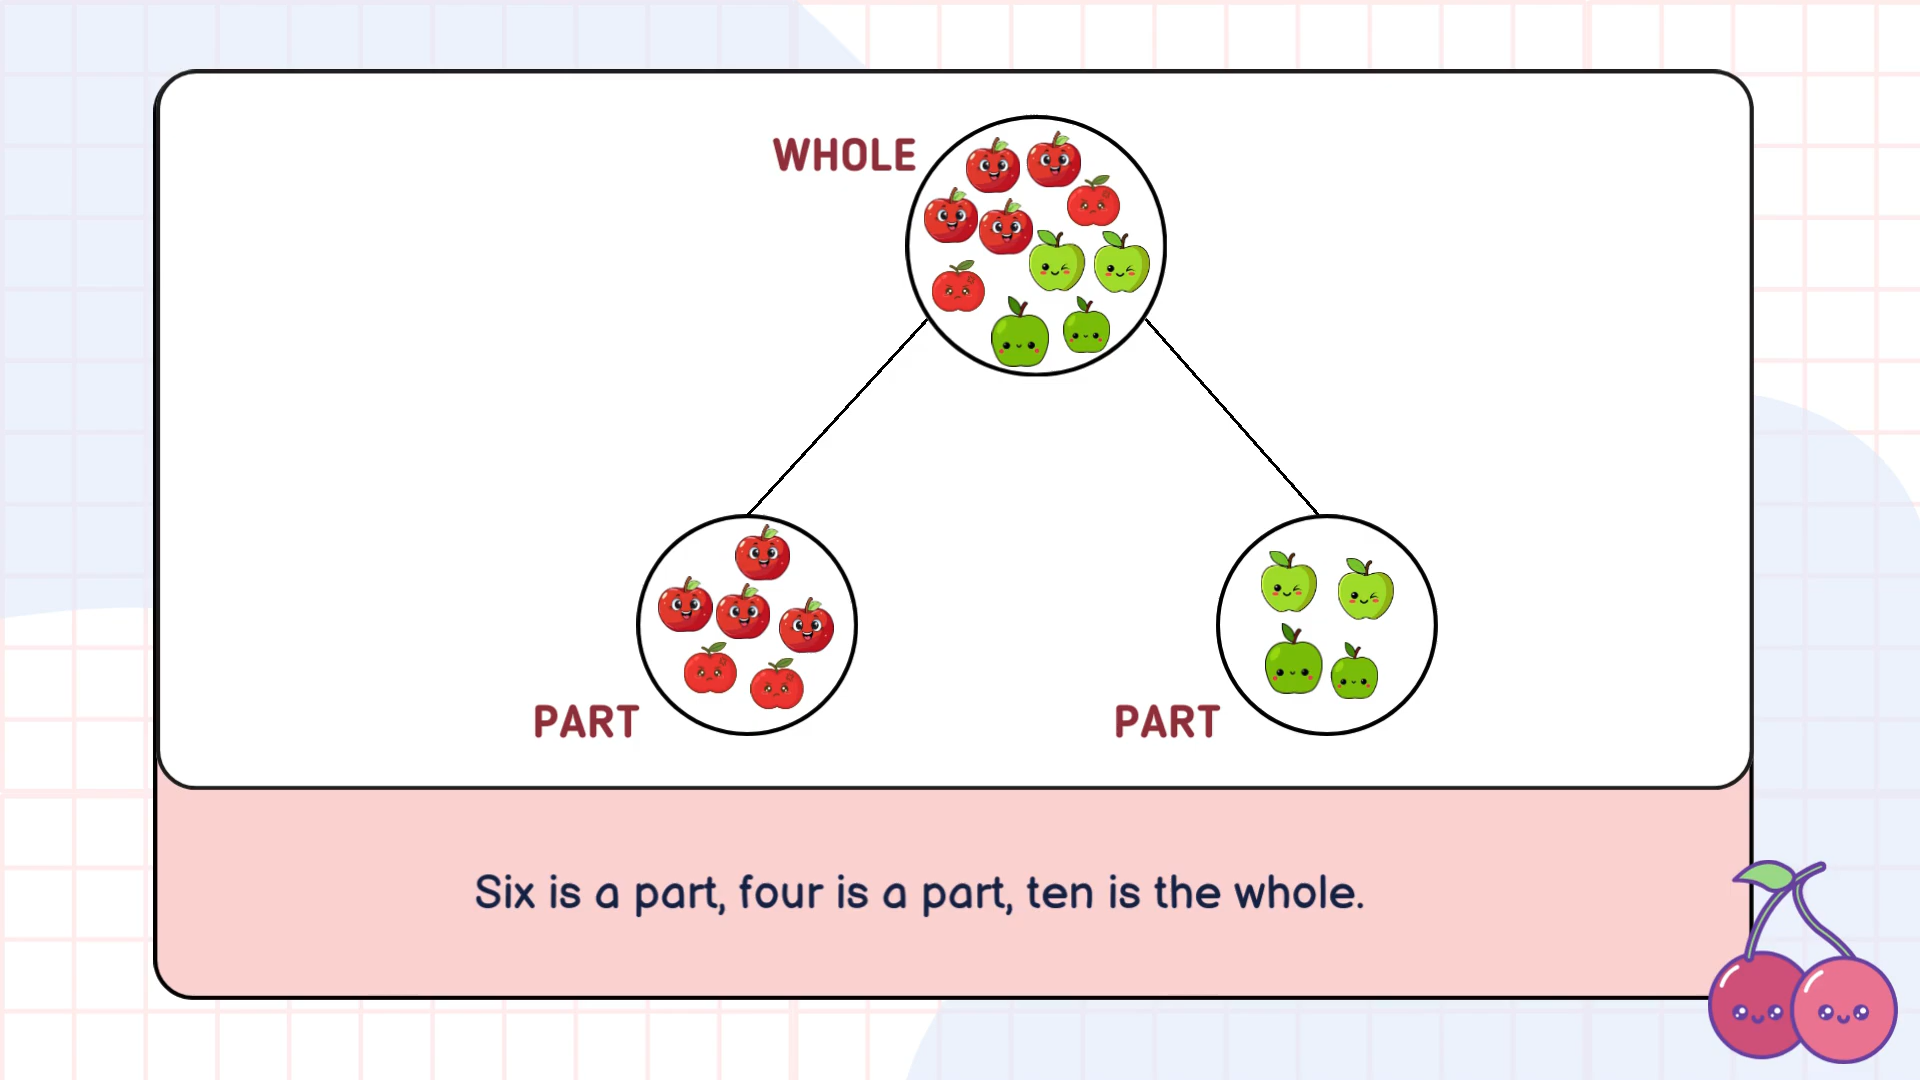 WHOLE
PART
PART
Six is a part, four is a part, ten is the whole.